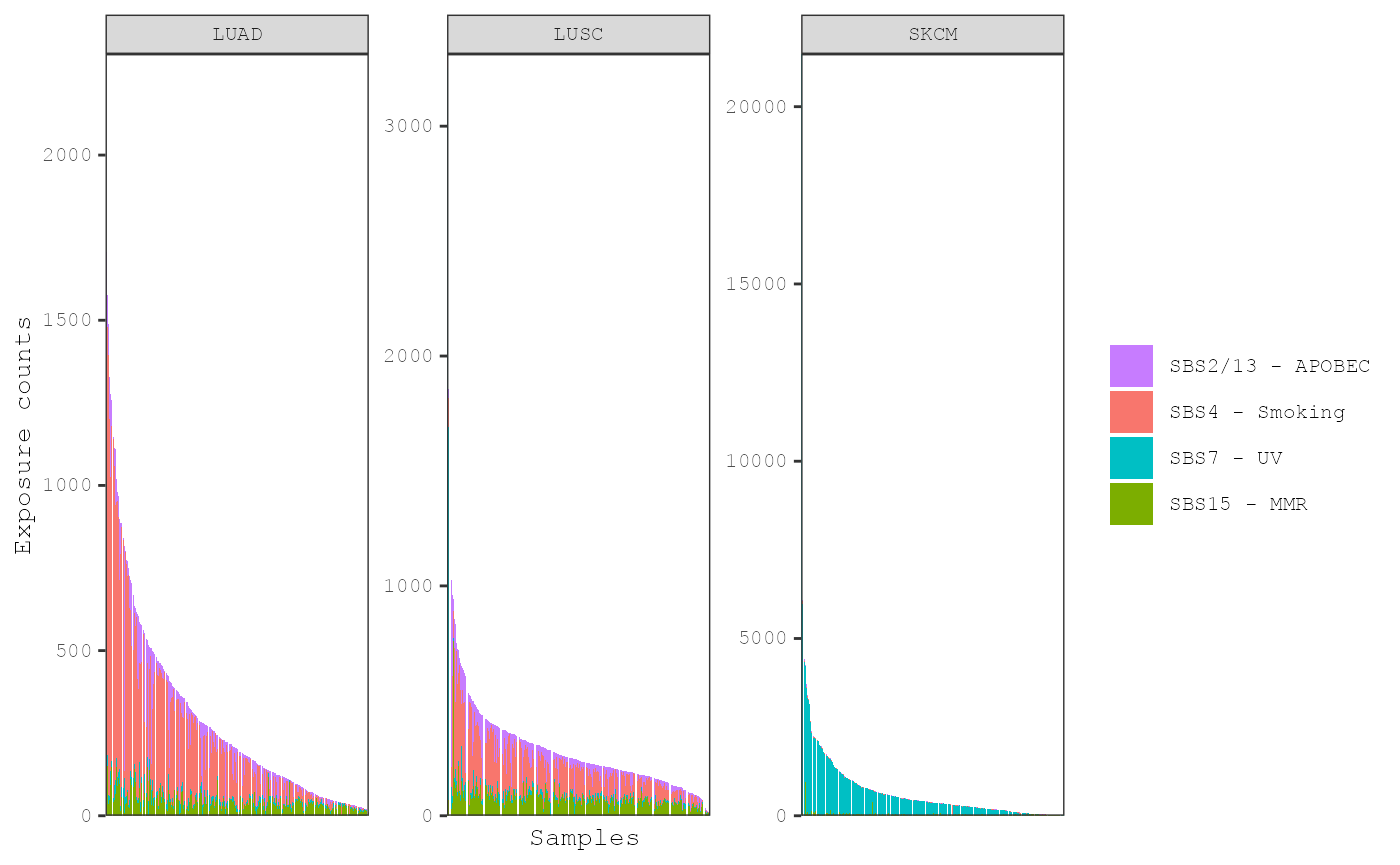 LUAD
LUSC
SKCM
Exposure counts
2000
1500
1000
500
0
3000
2000
1000
0
20000
15000
10000
5000
0
Samples
SBS2/13 - APOBEC
SBS4 - Smoking
SBS7 - UV
SBS15 - MMR